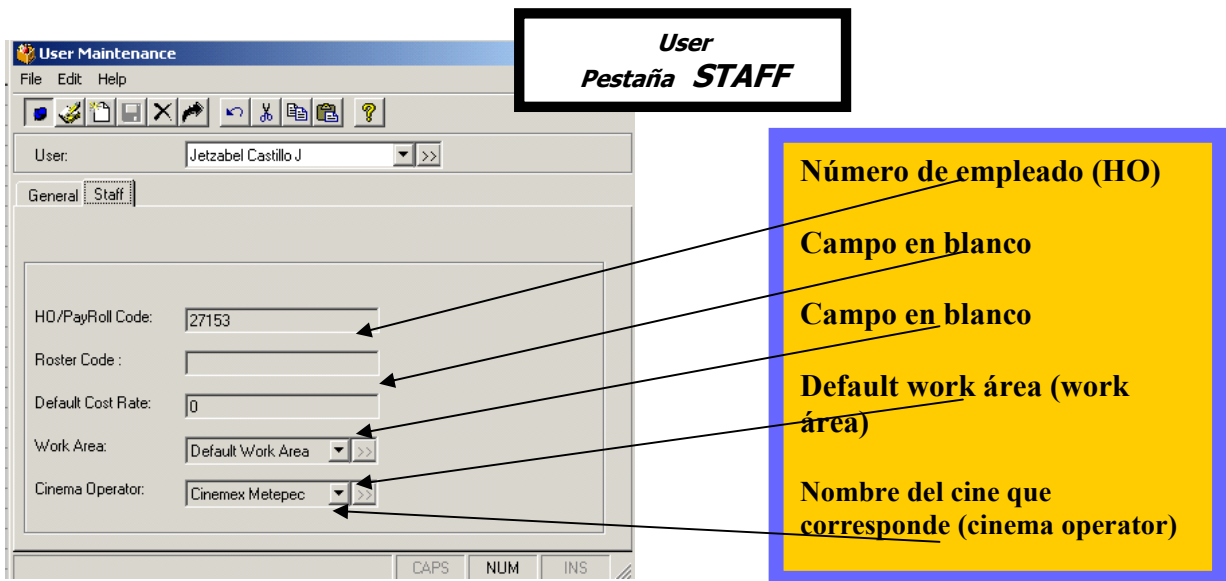 User
Pestaña STAFF
User Maintenance
File Edit Help
User: Jetzabel Castillo J >>
General Staff
HO/PayRoll Code: 27153
Roster Code :
Default Cost Rate: 0
Work Area: Default Work Area >>
Cinema Operator: Cinemex Metepec >>
CAPS NUM INS
Número de empleado (HO)
Campo en blanco
Campo en blanco
Default work área (work
área)
Nombre del cine que
corresponde (cinema operator)